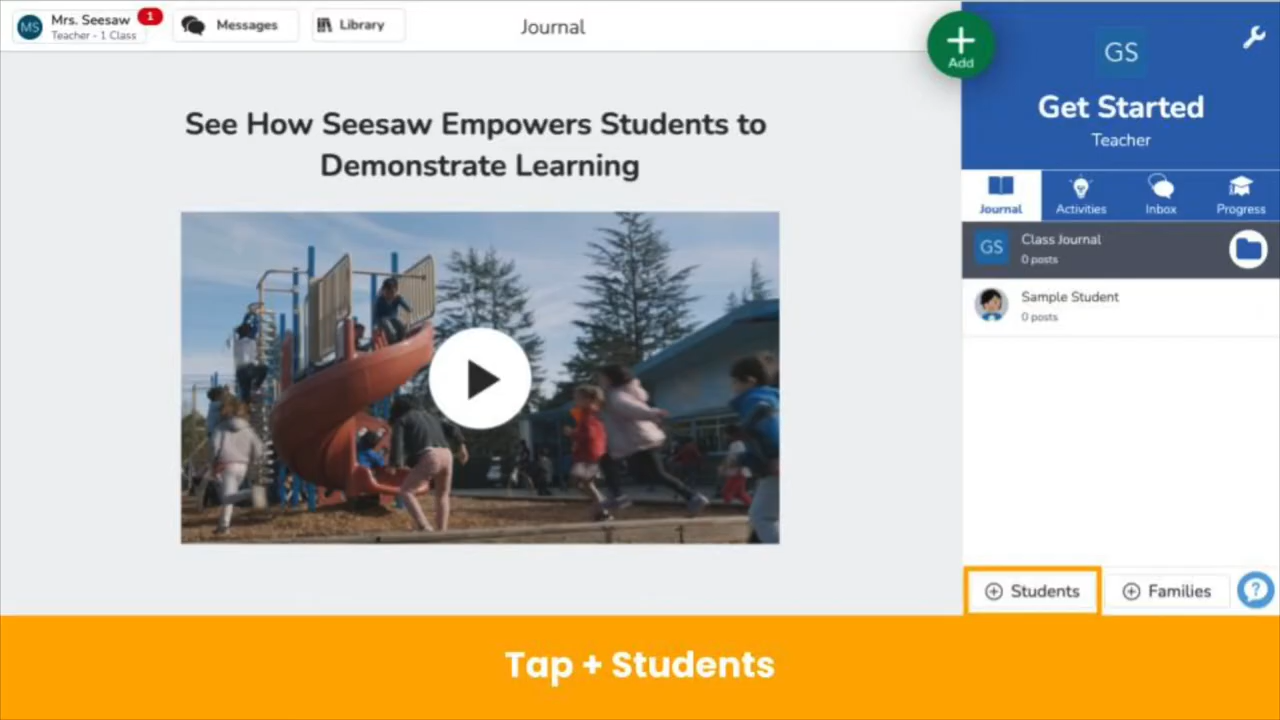 MS
Mrs. Seesaw
1
Teacher - 1 Class
Messages
Library
Journal
Add
GS
Get Started
Teacher
See How Seesaw Empowers Students to
Demonstrate Learning
Journal
Activities
Inbox
Progress
GS
Class Journal
0 posts
Sample Student
0 posts
Students
Families
?
Tap + Students